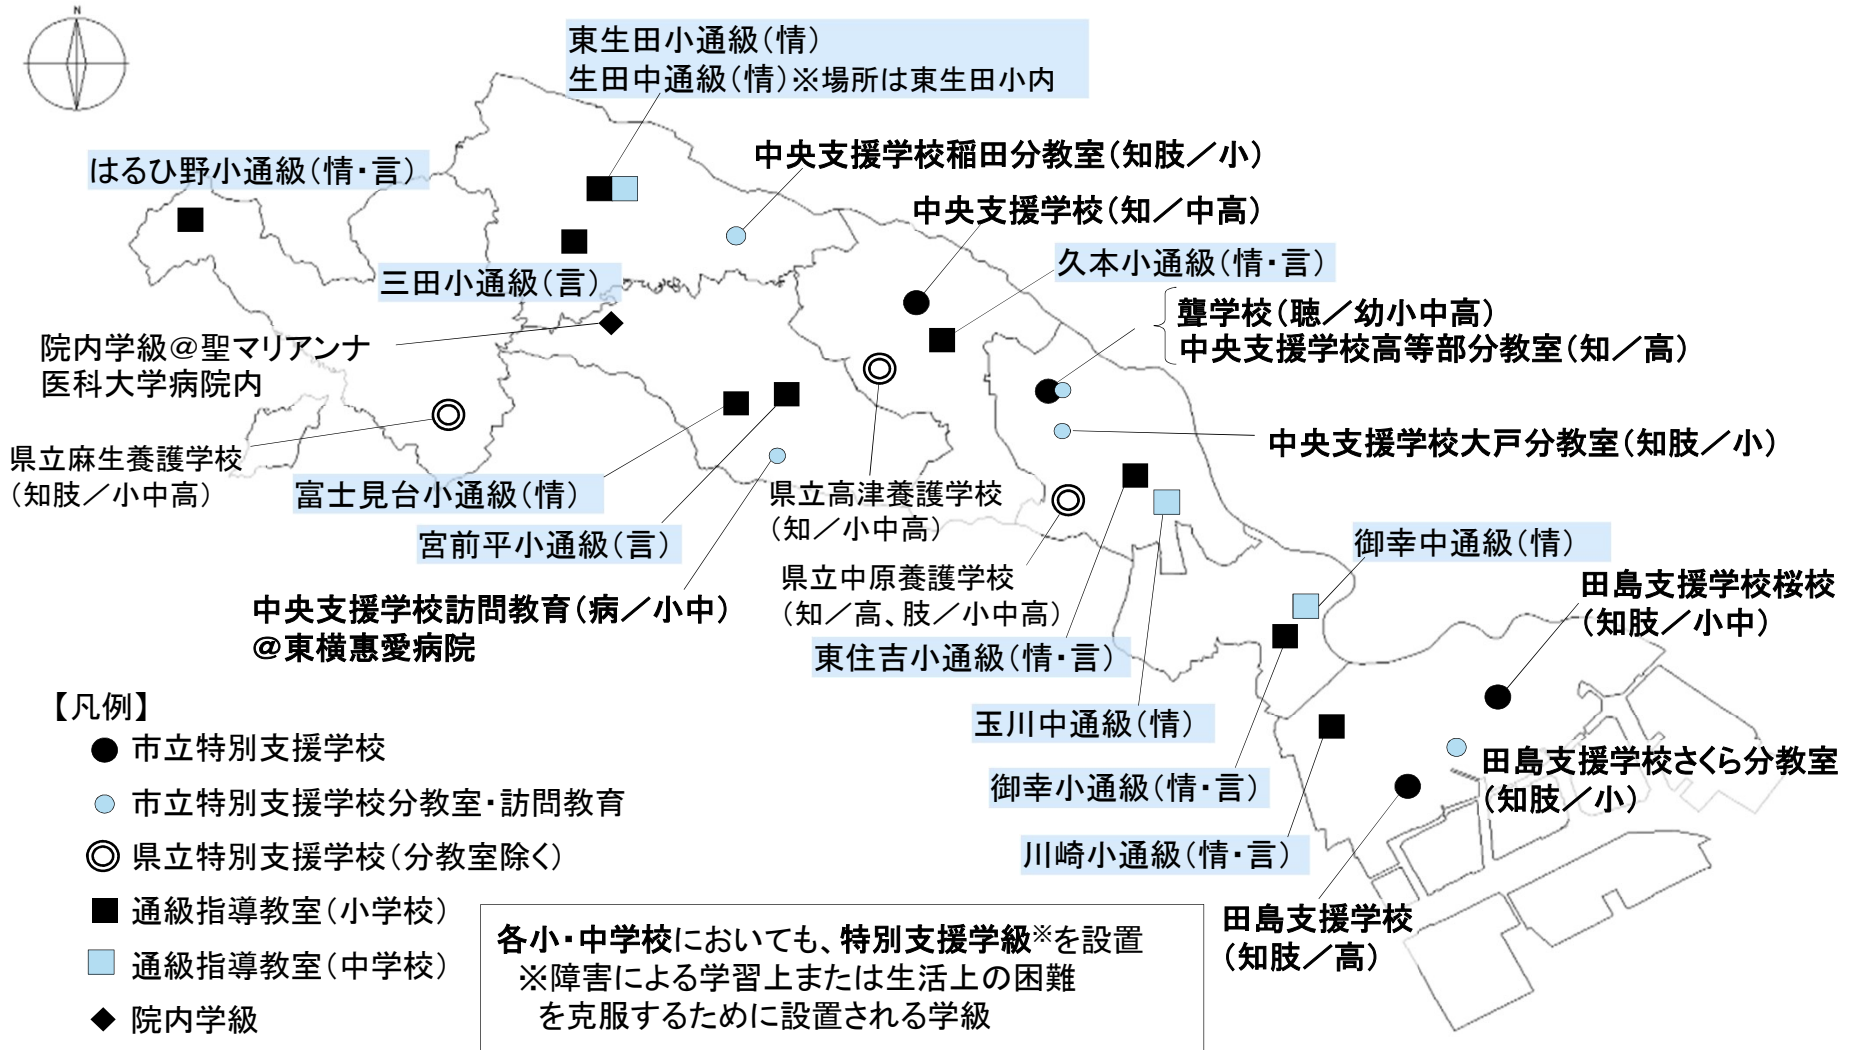 N
東生田小通級(情)
生田中通級(情)※場所は東生田小内
中央支援学校稲田分教室(知肢／小)
はるひ野小通級(情・言)
中央支援学校(知／中高)
久本小通級(情・言)
三田小通級(言)
聾学校(聴／幼小中高)
中央支援学校高等部分教室(知／高)
院内学級@聖マリアンナ
医科大学病院内
中央支援学校大戸分教室(知肢／小)
県立麻生養護学校
(知肢／小中高)
富士見台小通級(情)
県立高津養護学校
(知／小中高)
宮前平小通級(言)
御幸中通級(情)
県立中原養護学校
(知／高、肢／小中高)
田島支援学校桜校
(知肢／小中)
中央支援学校訪問教育(病／小中)
@東横惠愛病院
東住吉小通級(情・言)
玉川中通級(情)
田島支援学校さくら分教室
(知肢／小)
御幸小通級(情・言)
川崎小通級(情・言)
田島支援学校
(知肢／高)
【凡例】
市立特別支援学校
市立特別支援学校分教室・訪問教育
県立特別支援学校(分教室除く)
通級指導教室(小学校)
通級指導教室(中学校)
院内学級
各小・中学校においても、特別支援学級※を設置
※障害による学習上または生活上の困難
を克服するために設置される学級